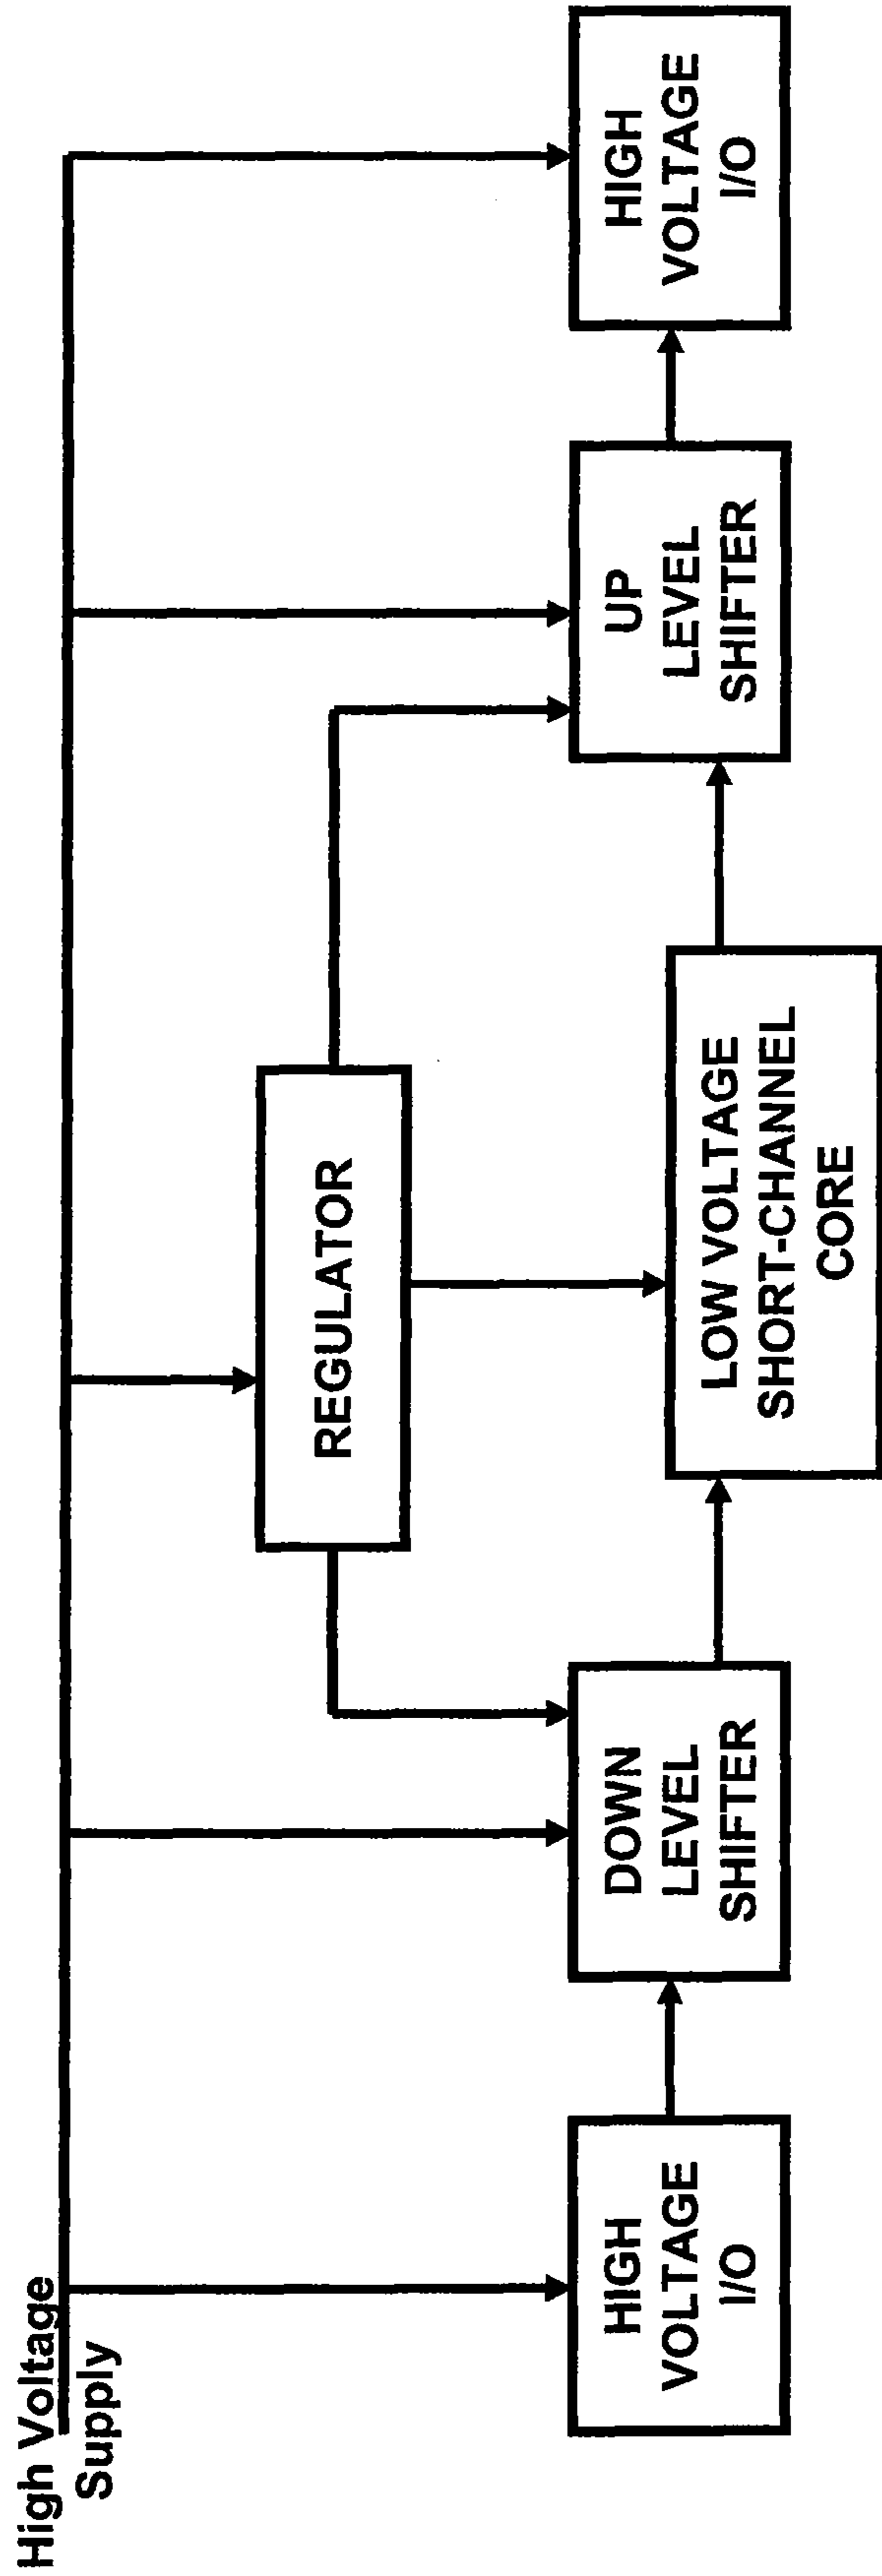 High Voltage
Supply
REGULATOR
HIGH
VOLTAGE
I/O
DOWN
LEVEL
SHIFTER
LOW VOLTAGE
SHORT-CHANNEL
CORE
UP
LEVEL
SHIFTER
HIGH
VOLTAGE
I/O